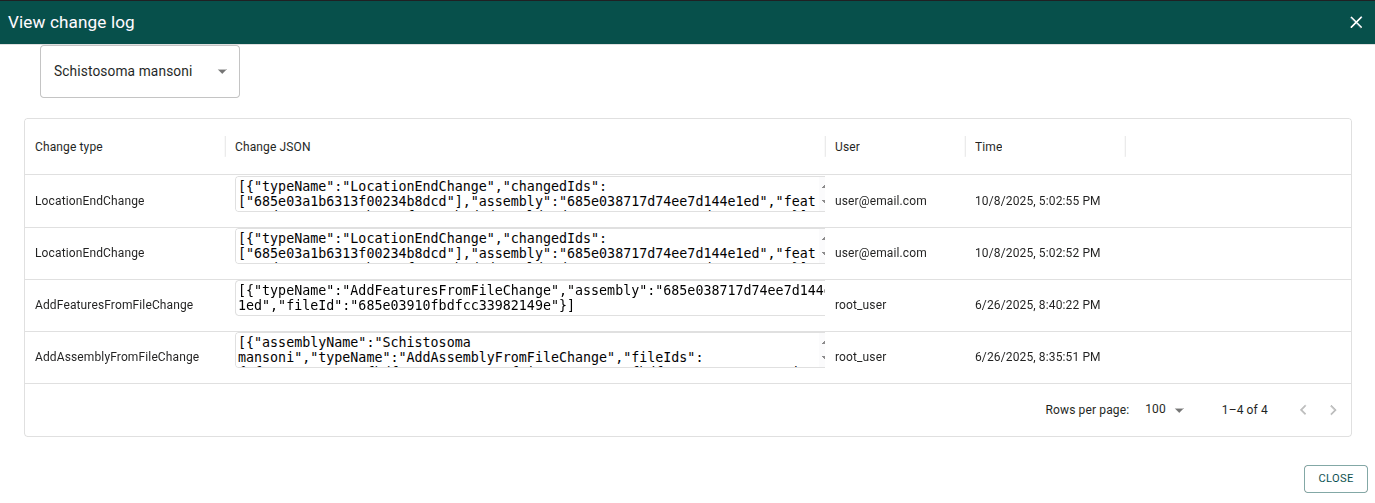 View change log
Schistosoma mansoni
Change type Change JSON User Time
LocationEndChange [{"typeName":"LocationEndChange","changedIds":
["685e03a1b6313f00234b8dcd"],"assembly":"685e038717d74ee7d144e1ed","feat user@email.com 10/8/2025, 5:02:55 PM
LocationEndChange [{"typeName":"LocationEndChange","changedIds":
["685e03a1b6313f00234b8dcd"],"assembly":"685e038717d74ee7d144e1ed","feat user@email.com 10/8/2025, 5:02:52 PM
AddFeaturesFromFileChange [{"typeName":"AddFeaturesFromFileChange","assembly":"685e038717d74ee7d144
1ed","fileId":"685e03910fbdfcc33982149e"}] root_user 6/26/2025, 8:40:22 PM
AddAssemblyFromFileChange [{"assemblyName":"Schistosoma
mansoni","typeName":"AddAssemblyFromFileChange","fileIds": root_user 6/26/2025, 8:35:51 PM
Rows per page: 100 1–4 of 4
CLOSE